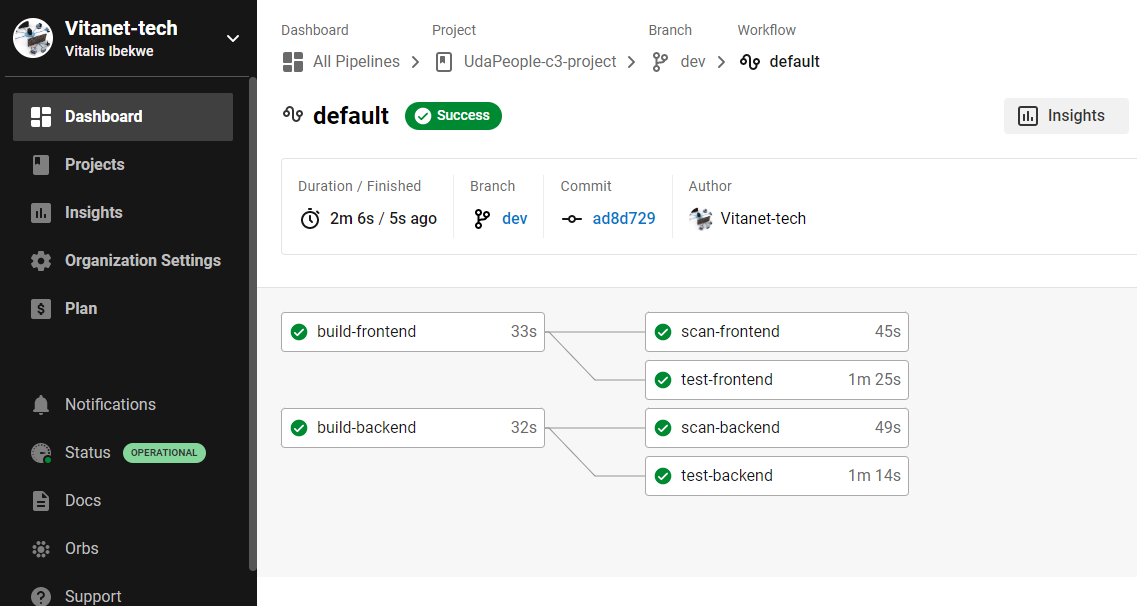 Vitanet-tech
Vitalis Ibekwe
Dashboard
Projects
Insights
Organization Settings
Plan
Notifications
Status OPERATIONAL
Docs
Orbs
Support
Dashboard Project Branch Workflow
All Pipelines UdaPeople-c3-project dev default
default Success Insights
Duration / Finished Branch Commit Author
2m 6s / 5s ago dev ad8d729 Vitanet-tech
build-frontend 33s scan-frontend 45s
test-frontend 1m 25s
build-backend 32s scan-backend 49s
test-backend 1m 14s